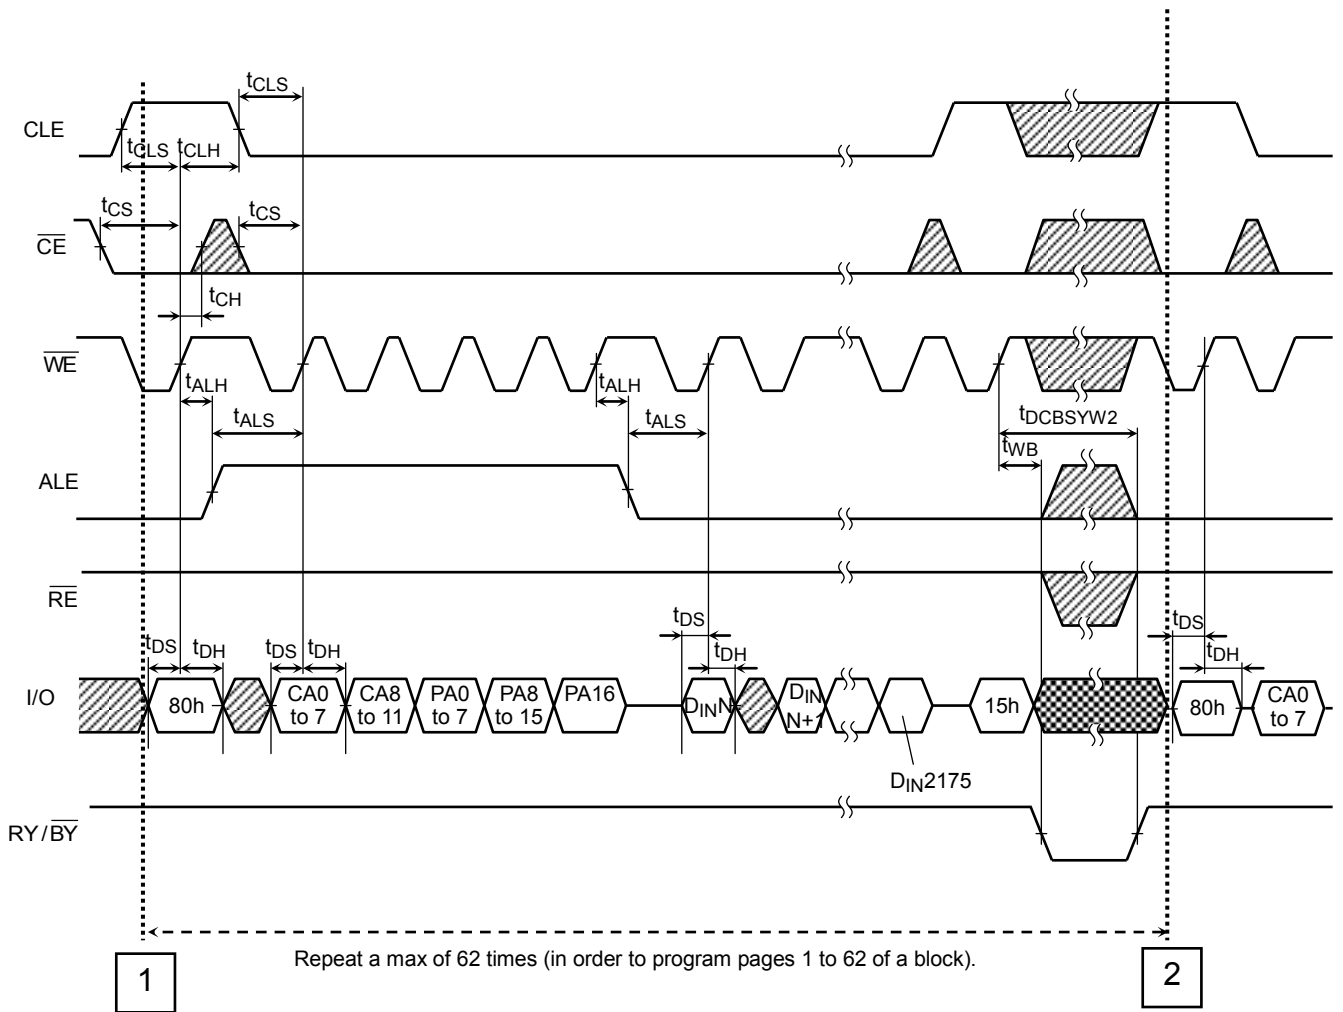 tCLS
CLE
tCLS tCLH
tCS tCS
CE
tCH
WE
tALH tALH
tALS tALS tDCBSYW2
tWB
ALE
RE
tDS tDH tDS tDH tDS tDH tDS tDH
I/O
80h
CA0 to 7
CA8 to 11
PA0 to 7
PA8 to 15
PA16
DINN
DIN N+1
15h
80h
CA0 to 7
DIN2175
RY/BY
Repeat a max of 62 times (in order to program pages 1 to 62 of a block).
1 2